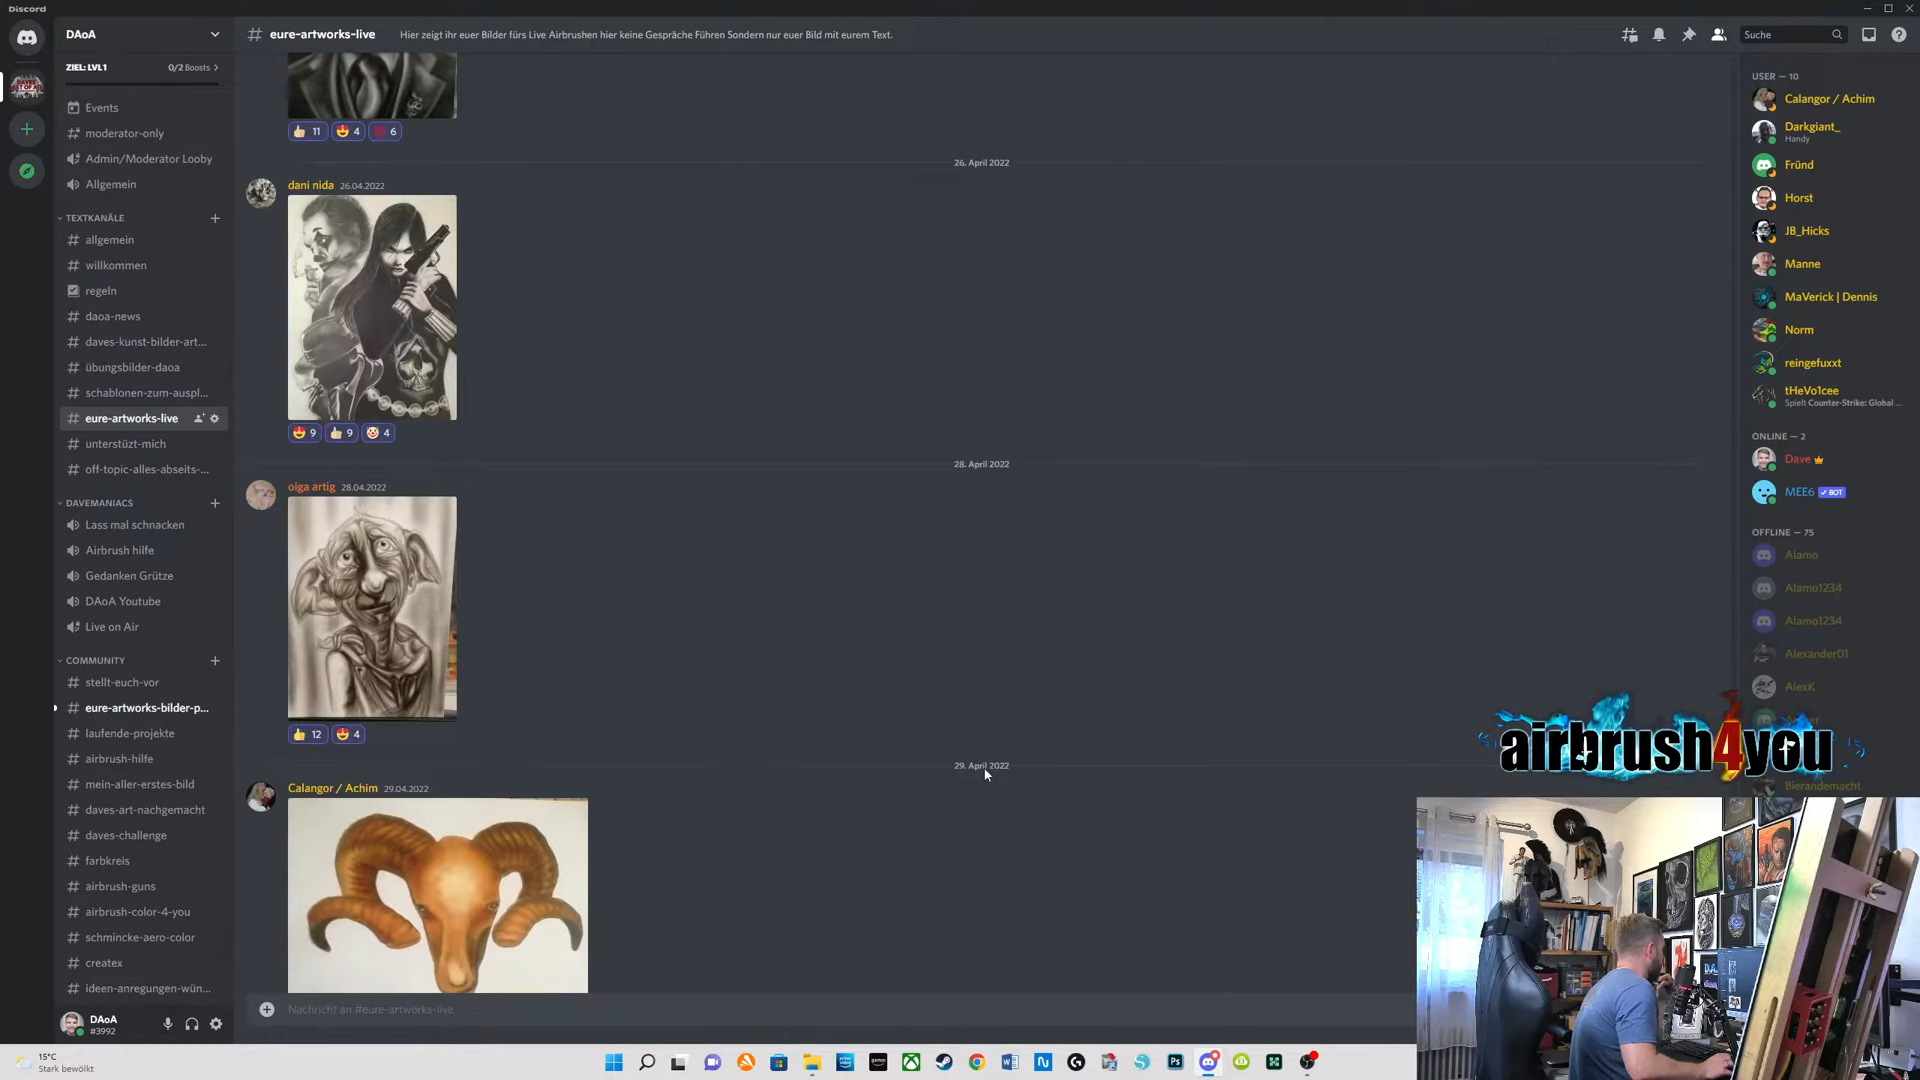 Discord
DAoA
eure-artworks-live
Hier zeigt ihr euer Bilder fürs Live Airbrushen hier keine Gespräche Führen Sondern nur euer Bild mit eurem Text.
Suche
ZIEL: LVL1
0/2 Boosts
Events
moderator-only
Admin/Moderator Looby
Allgemein
TEXTKANÄLE
allgemein
willkommen
regeln
daoa-news
daves-kunst-bilder-art...
übungsbilder-daoa
schablonen-zum-auspl...
eure-artworks-live
unterstüzt-mich
off-topic-alles-abseits-...
DAVEMANIACS
Lass mal schnacken
Airbrush hilfe
Gedanken Grütze
DAoA Youtube
Live on Air
COMMUNITY
stellt-euch-vor
eure-artworks-bilder-p...
laufende-projekte
airbrush-hilfe
mein-aller-erstes-bild
daves-art-nachgemacht
daves-challenge
farbkreis
airbrush-guns
airbrush-color-4-you
schmincke-aero-color
createx
ideen-anregungen-wün...
DAoA
#3992
11 4 6
26. April 2022
dani nida 26.04.2022
9 9 4
28. April 2022
oiga artig 28.04.2022
12 4
29. April 2022
Calangor / Achim 29.04.2022
Nachricht an #eure-artworks-live
USER — 10
Calangor / Achim
Darkgiant_
Handy
Fründ
Horst
JB_Hicks
Manne
MaVerick | Dennis
Norm
reingefuxxt
tHeVo1cee
Spielt Counter-Strike: Global ...
ONLINE — 2
Dave
MEE6 BOT
OFFLINE — 75
Alamo
Alamo1234
Alamo1234
Alexander01
AlexK
airbrush4you
Bierandemacht
15°C
Stark bewölkt